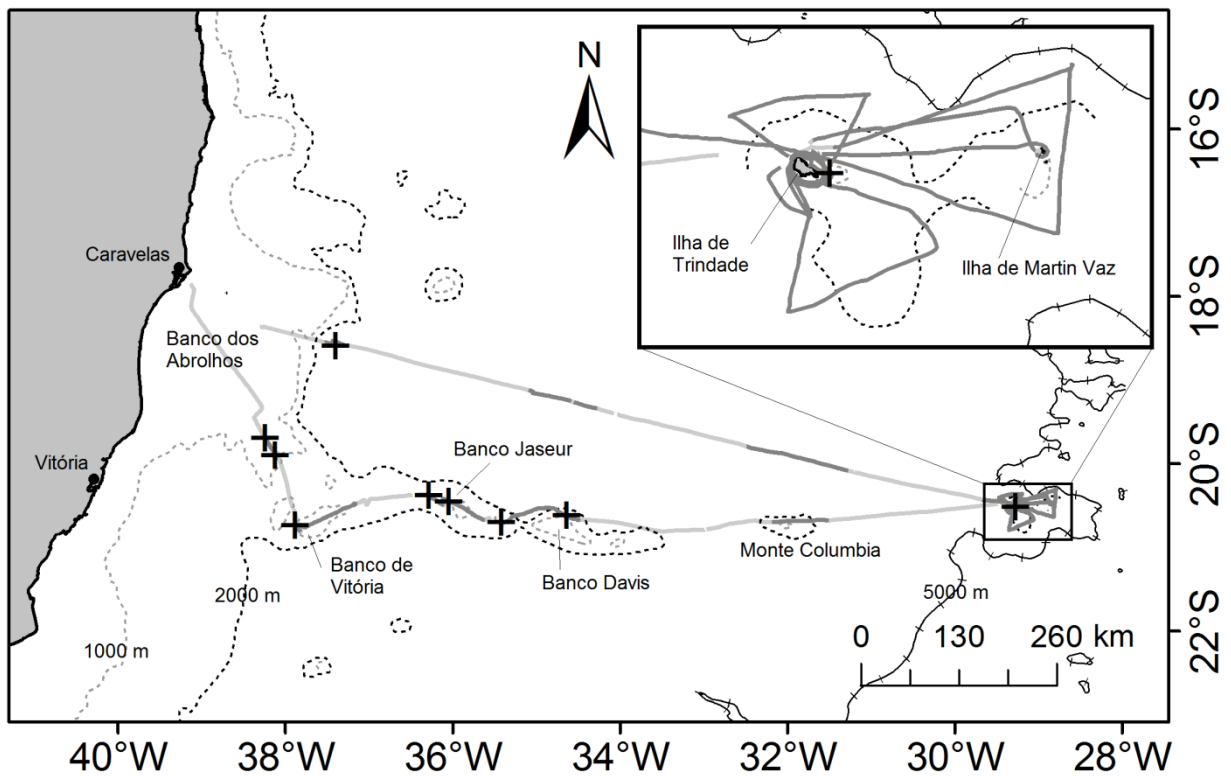 N
16°S
Caravelas
Ilha de
Trindade
Ilha de Martin Vaz
18°S
Banco dos
Abrolhos
Vitória
Banco Jaseur
20°S
Banco de
Vitória
Banco Davis
Monte Columbia
2000 m
5000 m
1000 m
0 130 260 km
22°S
40°W 38°W 36°W 34°W 32°W 30°W 28°W